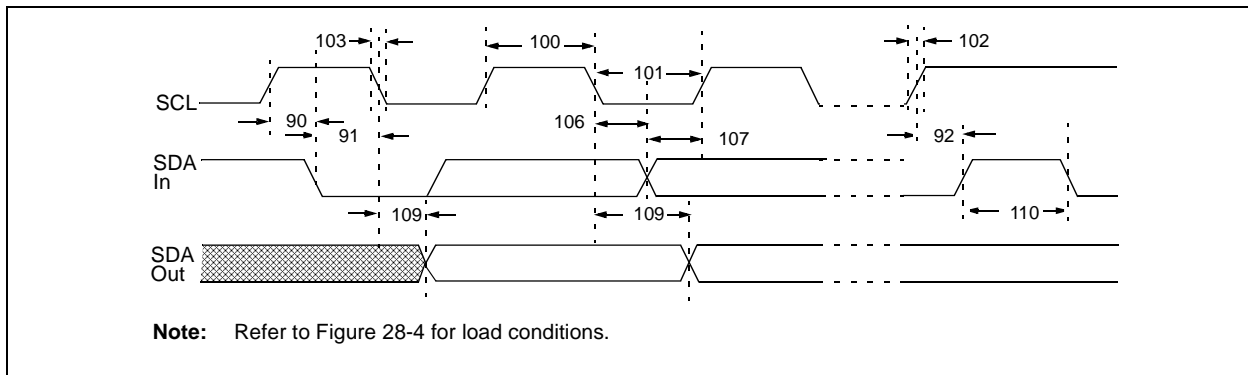 103
100
102
101
SCL
90
91
106
107
92
SDA
In
109
109
110
SDA
Out
Note: Refer to Figure 28-4 for load conditions.